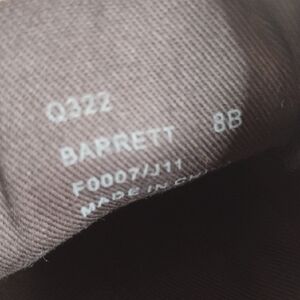 Q322
BARRETT 8B
F0007/J11
MADE IN